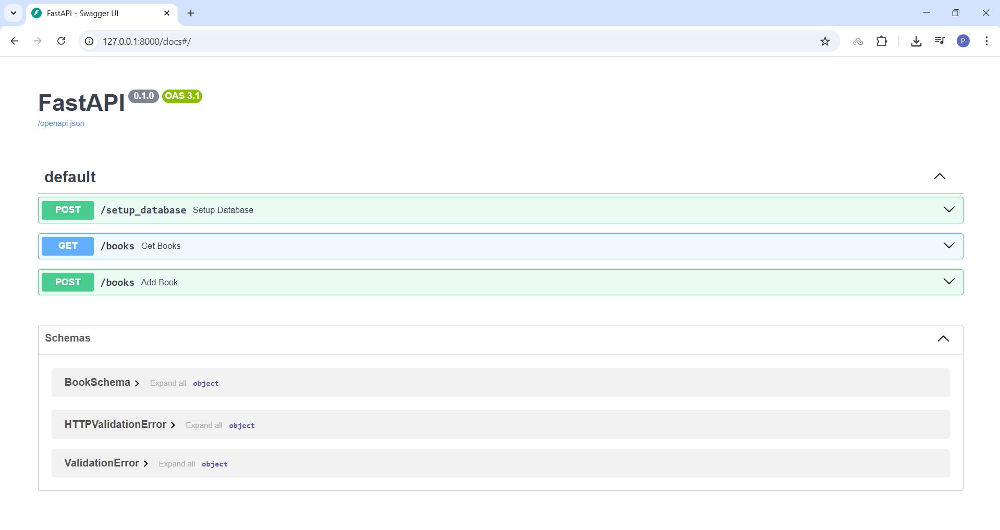 FastAPI - Swagger UI
127.0.0.1:8000/docs#/
P
FastAPI 0.1.0 OAS 3.1
/openapi.json
default
POST /setup_database Setup Database
GET /books Get Books
POST /books Add Book
Schemas
BookSchema Expand all object
HTTPValidationError Expand all object
ValidationError Expand all object